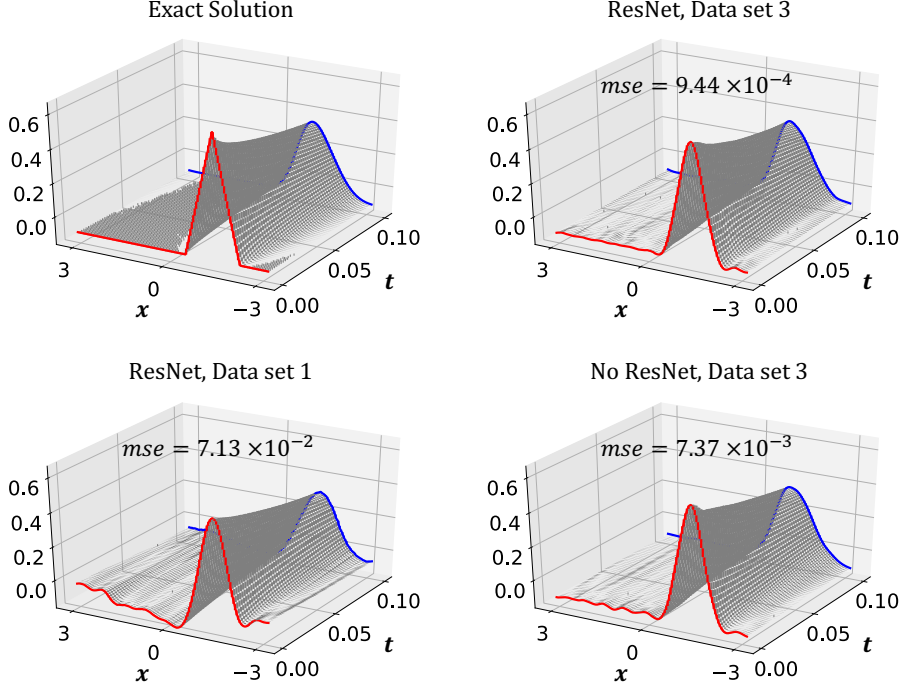 Exact Solution
0.6
0.4
0.2
0.0
3
0
−3
x
0.00
0.05
0.10
t
ResNet, Data set 3
mse = 9.44 ×10⁻⁴
0.6
0.4
0.2
0.0
3
0
−3
x
0.00
0.05
0.10
t
ResNet, Data set 1
mse = 7.13 ×10⁻²
0.6
0.4
0.2
0.0
3
0
−3
x
0.00
0.05
0.10
t
No ResNet, Data set 3
mse = 7.37 ×10⁻³
0.6
0.4
0.2
0.0
3
0
−3
x
0.00
0.05
0.10
t